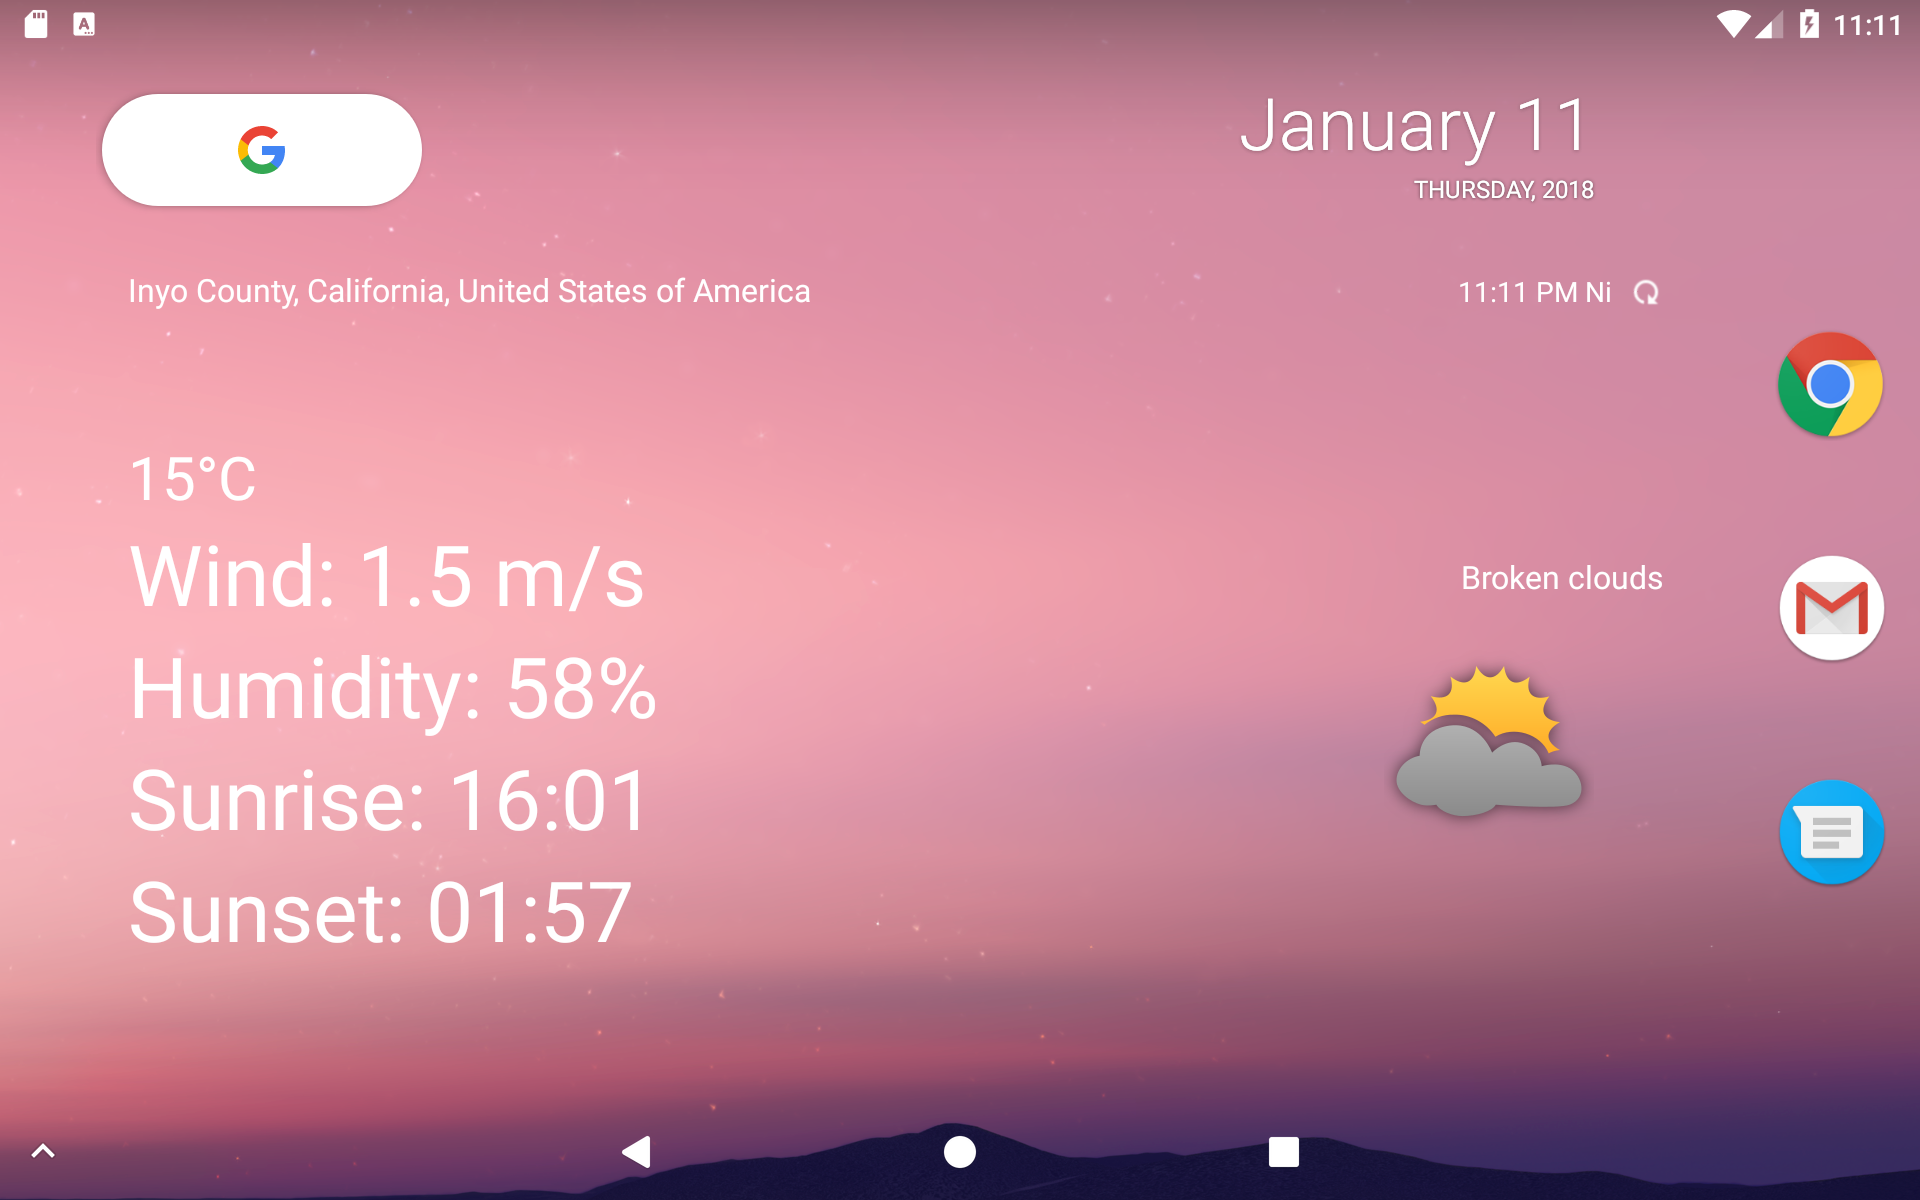 11:11
January 11
THURSDAY, 2018
Inyo County, California, United States of America
11:11 PM Ni
15°C
Wind: 1.5 m/s
Humidity: 58%
Sunrise: 16:01
Sunset: 01:57
Broken clouds